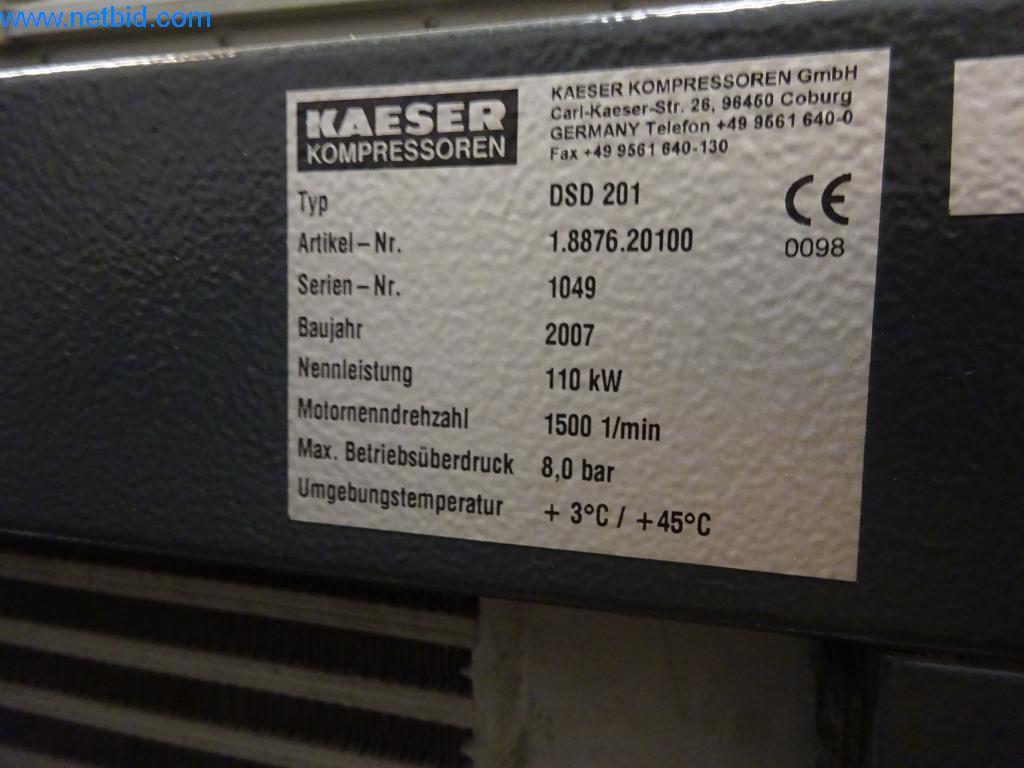 www.netbid.com
KAESER
KOMPRESSOREN
KAESER KOMPRESSOREN GmbH
Carl-Kaeser-Str. 26, 96450 Coburg
GERMANY Telefon +49 9561 640-0
Fax +49 9561 640-130
Typ DSD 201
Artikel-Nr. 1.8876.20100
Serien-Nr. 1049
Baujahr 2007
Nennleistung 110 kW
Motornenndrehzahl 1500 1/min
Max. Betriebsüberdruck 8,0 bar
Umgebungstemperatur + 3°C / +45°C
CE
0098